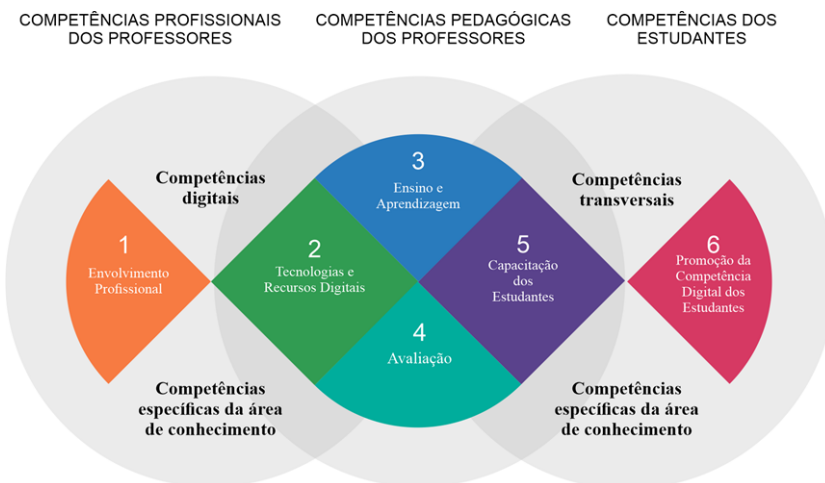 COMPETÊNCIAS PROFISSIONAIS
DOS PROFESSORES
COMPETÊNCIAS PEDAGÓGICAS
DOS PROFESSORES
COMPETÊNCIAS DOS
ESTUDANTES
Competências
digitais
Competências
transversais
1
Envolvimento
Profissional
2
Tecnologias e
Recursos Digitais
3
Ensino e
Aprendizagem
4
Avaliação
5
Capacitação
dos
Estudantes
6
Promoção da
Competência
Digital dos
Estudantes
Competências
específicas da área
de conhecimento
Competências
específicas da área
de conhecimento